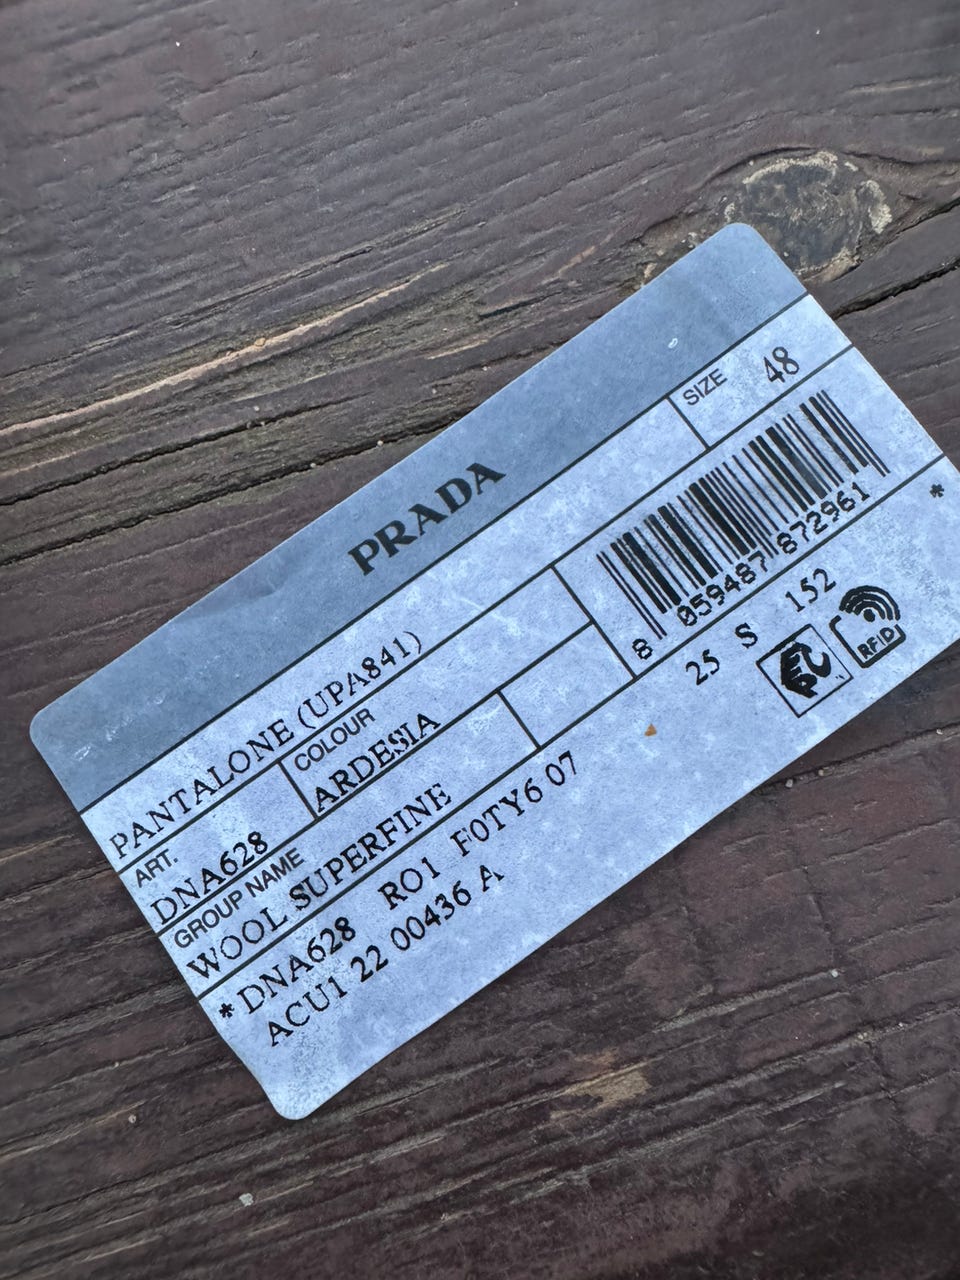 PRADA
PANTALONE (UPA841)
SIZE 48
ART.
DNA628
COLOUR
ARDESIA
GROUP NAME
WOOL SUPERFINE
8 059487 872961
* DNA628 RO1 F0TY6 07 25 S 152 *
ACU1 22 00436 A
RFID